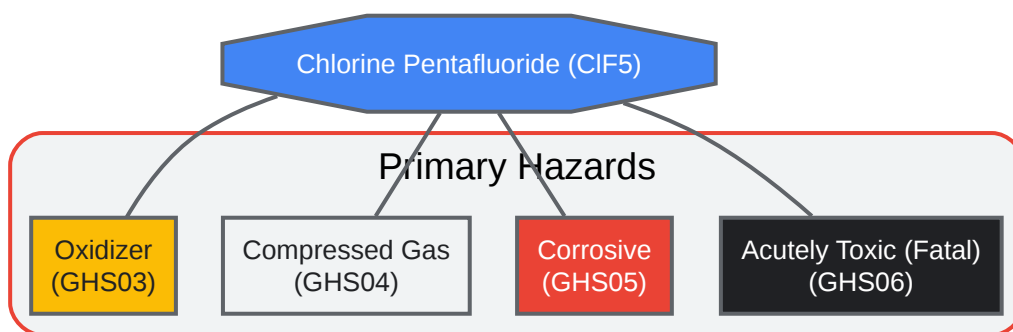 Chlorine Pentafluoride (ClF5)
Primary Hazards
Oxidizer
(GHS03)
Compressed Gas
(GHS04)
Corrosive
(GHS05)
Acutely Toxic (Fatal)
(GHS06)